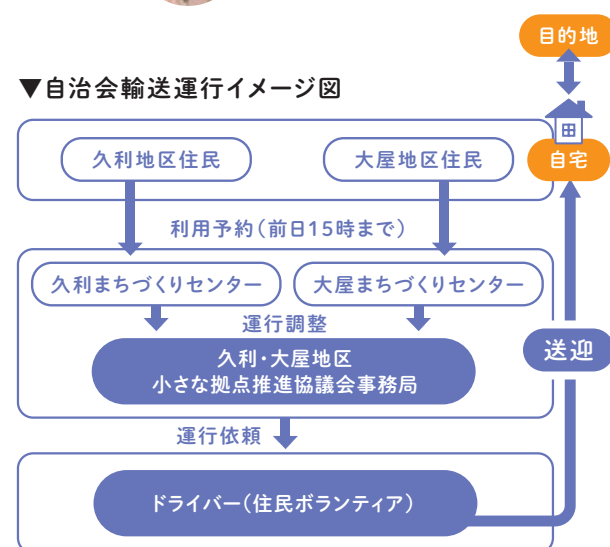 目的地
▼自治会輸送運行イメージ図
久利地区住民
大屋地区住民
自宅
利用予約(前日15時まで)
久利まちづくりセンター
大屋まちづくりセンター
運行調整
久利・大屋地区
小さな拠点推進協議会事務局
送迎
運行依頼
ドライバー(住民ボランティア)